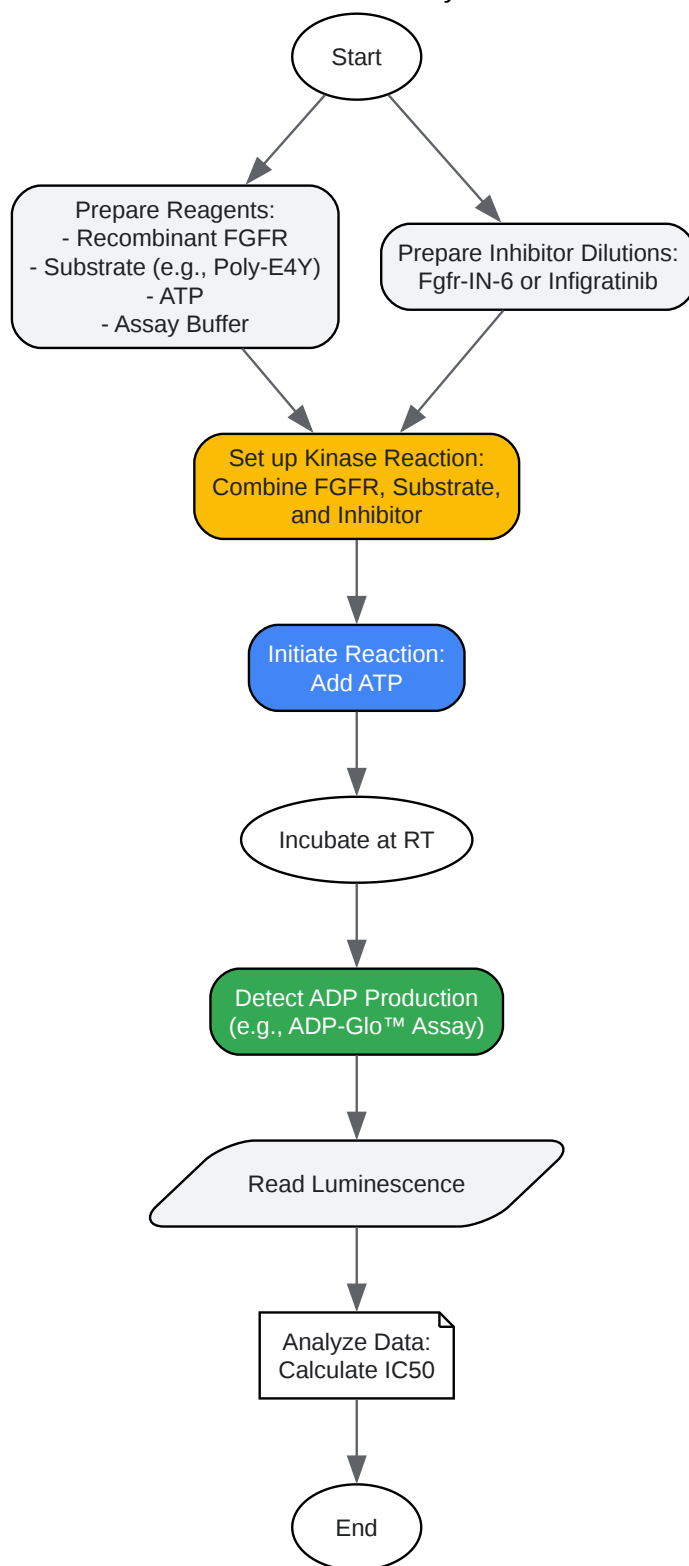 Start
Prepare Reagents:
- Recombinant FGFR
- Substrate (e.g., Poly-E4Y)
- ATP
- Assay Buffer
Prepare Inhibitor Dilutions:
Fgfr-IN-6 or Infigratinib
Set up Kinase Reaction:
Combine FGFR, Substrate,
and Inhibitor
Initiate Reaction:
Add ATP
Incubate at RT
Detect ADP Production
(e.g., ADP-Glo™ Assay)
Read Luminescence
Analyze Data:
Calculate IC50
End